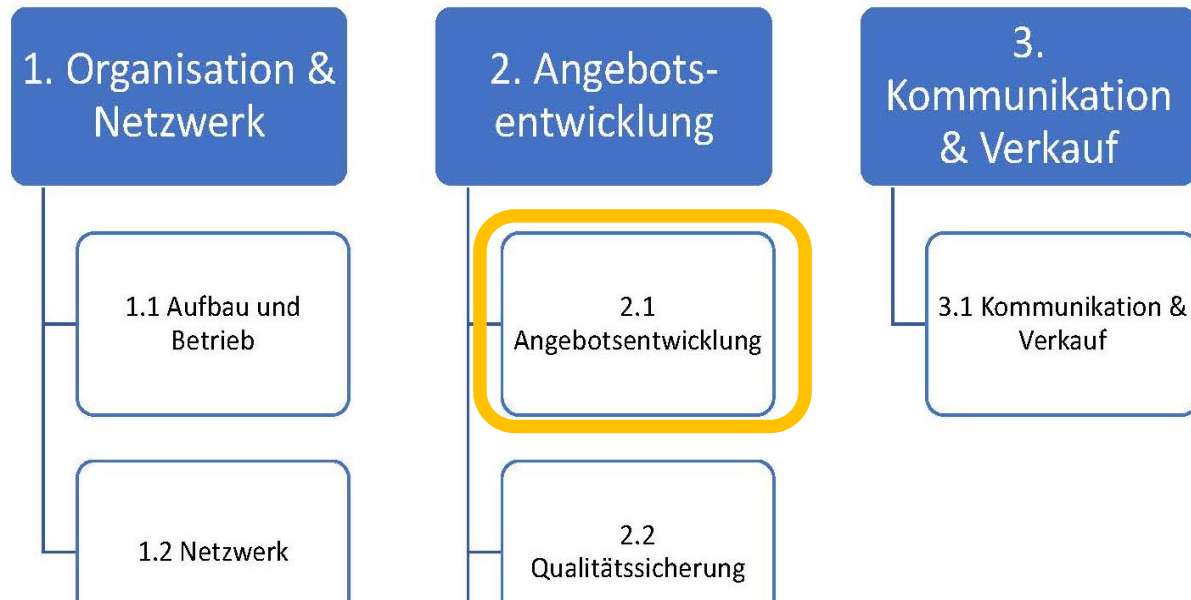 1. Organisation &
Netzwerk
1.1 Aufbau und
Betrieb
1.2 Netzwerk
2. Angebots-
entwicklung
2.1
Angebotsentwicklung
2.2
Qualitätssicherung
3.
Kommunikation
& Verkauf
3.1 Kommunikation &
Verkauf